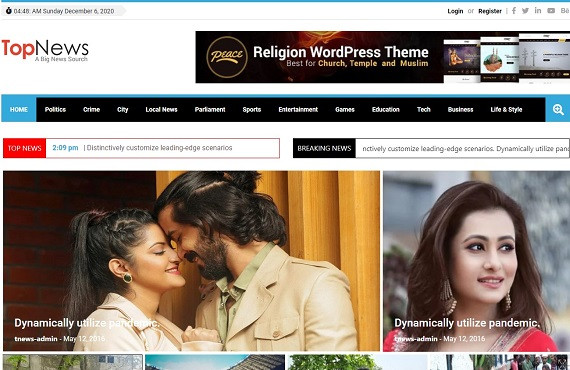 04:48: AM Sunday December 6, 2020
Login or Register |
TopNews
A Big News Sourch
PEACE
Religion WordPress Theme
Best for Church, Temple and Muslim
HOME Politics Crime City Local News Parliament Sports Entertainment Games Education Tech Business Life & Style
TOP NEWS 2:09 pm | Distinctively customize leading-edge scenarios
BREAKING NEWS nctively customize leading-edge scenarios. Dynamically utilize pand
Dynamically utilize pandemic.
tnews-admin - May 12, 2016
Dynamically utilize pandemic.
tnews-admin - May 12, 2016